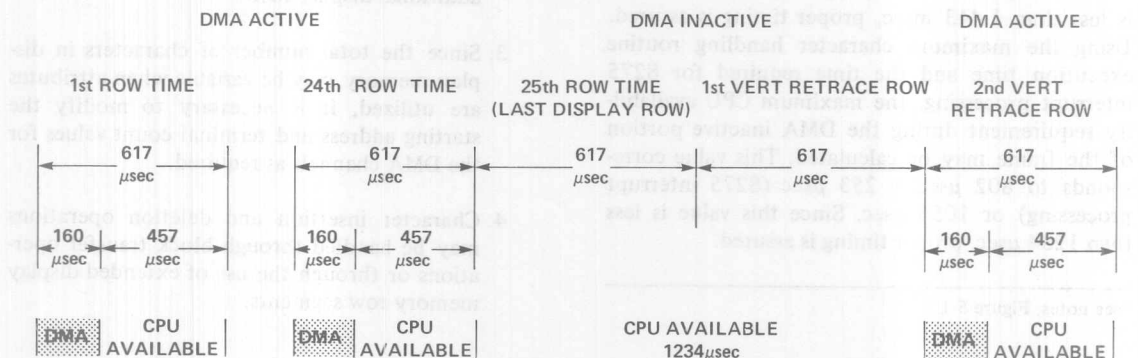 DMA ACTIVE DMA INACTIVE DMA ACTIVE
1st ROW TIME 24th ROW TIME 25th ROW TIME 1st VERT RETRACE ROW 2nd VERT
(LAST DISPLAY ROW) RETRACE ROW
617 617 617 617 617
μsec μsec μsec μsec μsec
160 457 160 457 160 457
μsec μsec μsec μsec μsec μsec
DMA CPU DMA CPU CPU AVAILABLE DMA CPU
AVAILABLE AVAILABLE 1234μsec AVAILABLE